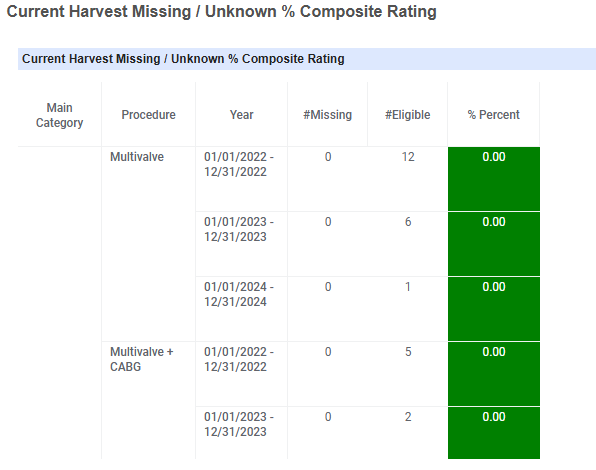 Current Harvest Missing / Unknown % Composite Rating
Current Harvest Missing / Unknown % Composite Rating
Main Category Procedure Year #Missing #Eligible % Percent
Multivalve 01/01/2022 - 0 12 0.00
12/31/2022
01/01/2023 - 0 6 0.00
12/31/2023
01/01/2024 - 0 1 0.00
12/31/2024
Multivalve + 01/01/2022 - 0 5 0.00
CABG 12/31/2022
01/01/2023 - 0 2 0.00
12/31/2023